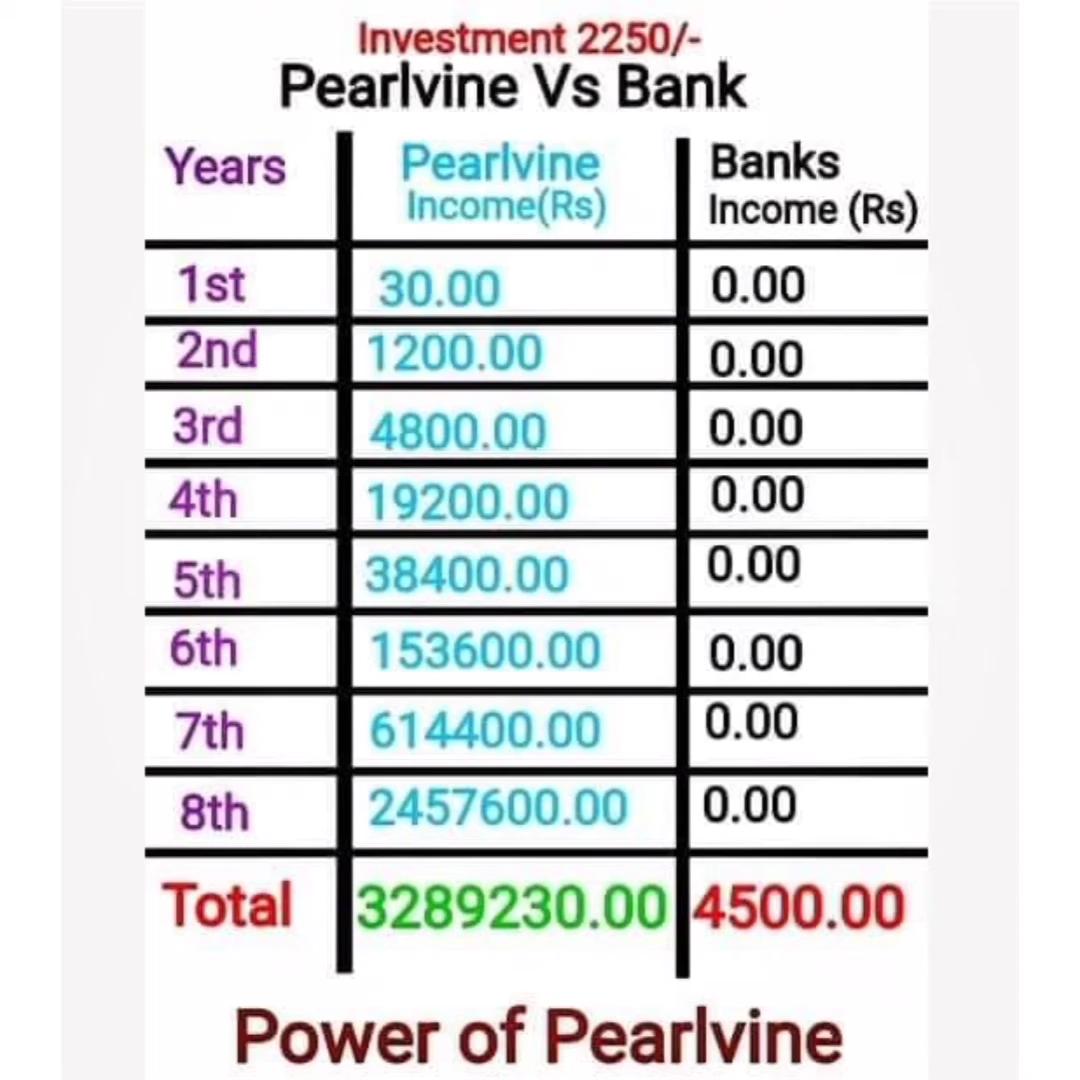 Investment 2250/-
Pearlvine Vs Bank
Years Pearlvine Income(Rs) Banks Income (Rs)
1st 30.00 0.00
2nd 1200.00 0.00
3rd 4800.00 0.00
4th 19200.00 0.00
5th 38400.00 0.00
6th 153600.00 0.00
7th 614400.00 0.00
8th 2457600.00 0.00
Total 3289230.00 4500.00
Power of Pearlvine